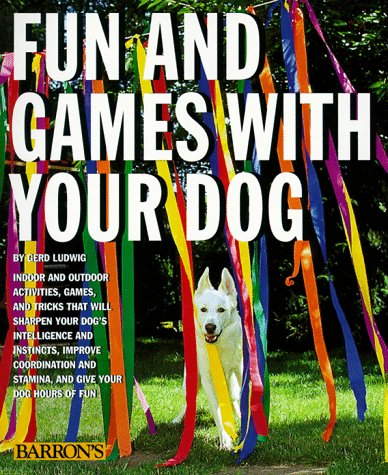 FUN AND
GAMES WITH
YOUR DOG
BY GERD LUDWIG
INDOOR AND OUTDOOR
ACTIVITIES, GAMES,
AND TRICKS THAT WILL
SHARPEN YOUR DOG'S
INTELLIGENCE AND
INSTINCTS, IMPROVE
COORDINATION AND
STAMINA, AND GIVE YOUR
DOG HOURS OF FUN
BARRON'S